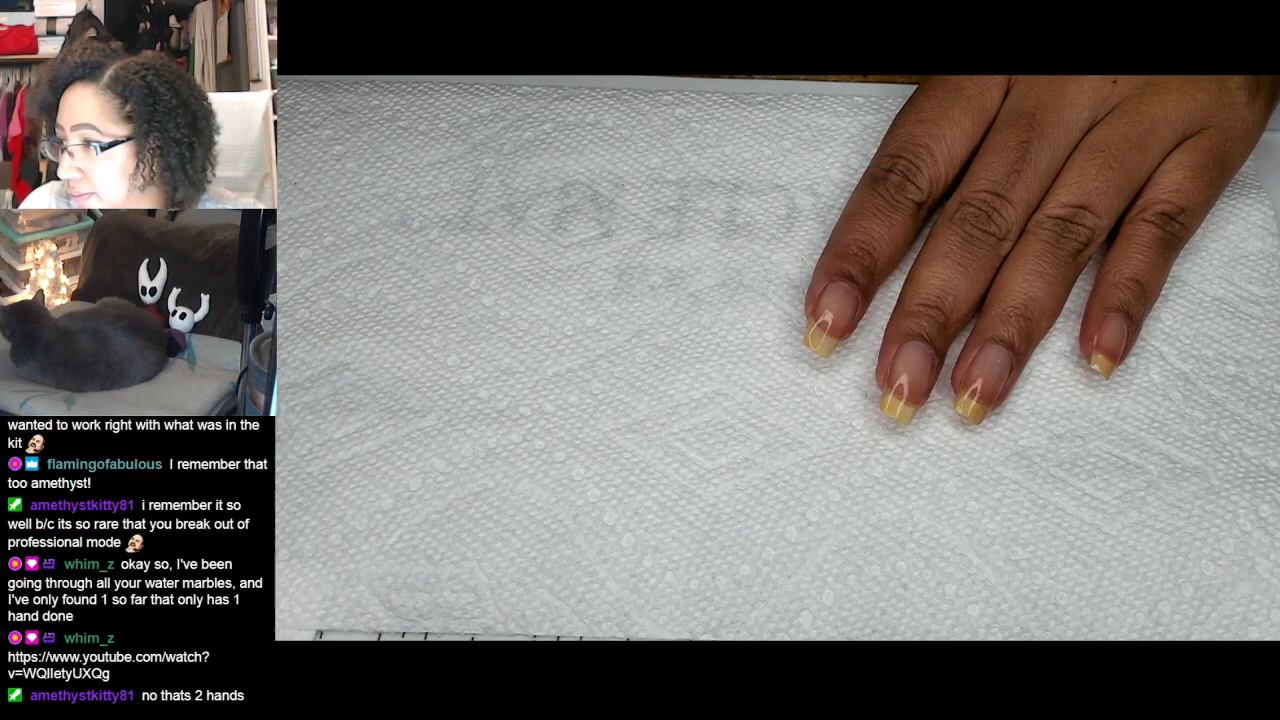 wanted to work right with what was in the
kit
flamingofabulous I remember that
too amethyst!
amethystkitty81 i remember it so
well b/c its so rare that you break out of
professional mode
whim_z okay so, I've been
going through all your water marbles, and
I've only found 1 so far that only has 1
hand done
whim_z
https://www.youtube.com/watch?
v=WQlletyUXQg
amethystkitty81 no thats 2 hands